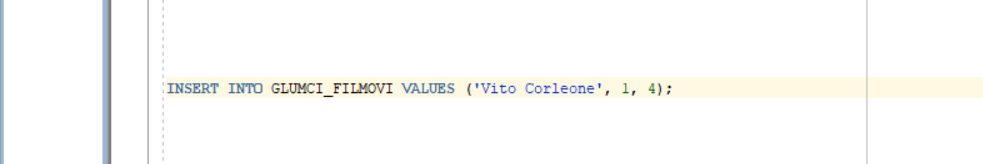 INSERT INTO GLUMCI_FILMOVI VALUES ('Vito Corleone', 1, 4);